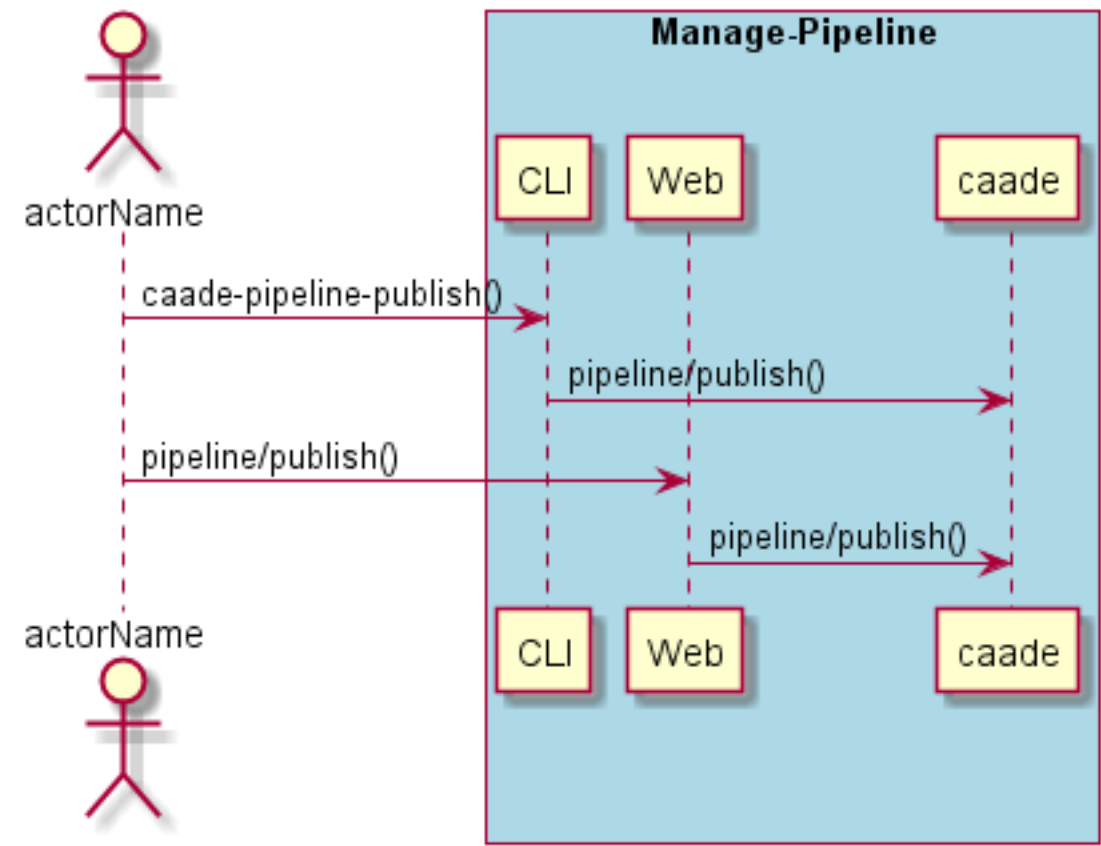 Manage-Pipeline
CLI
Web
caade
actorName
caade-pipeline-publish()
pipeline/publish()
pipeline/publish()
pipeline/publish()
actorName
CLI
Web
caade